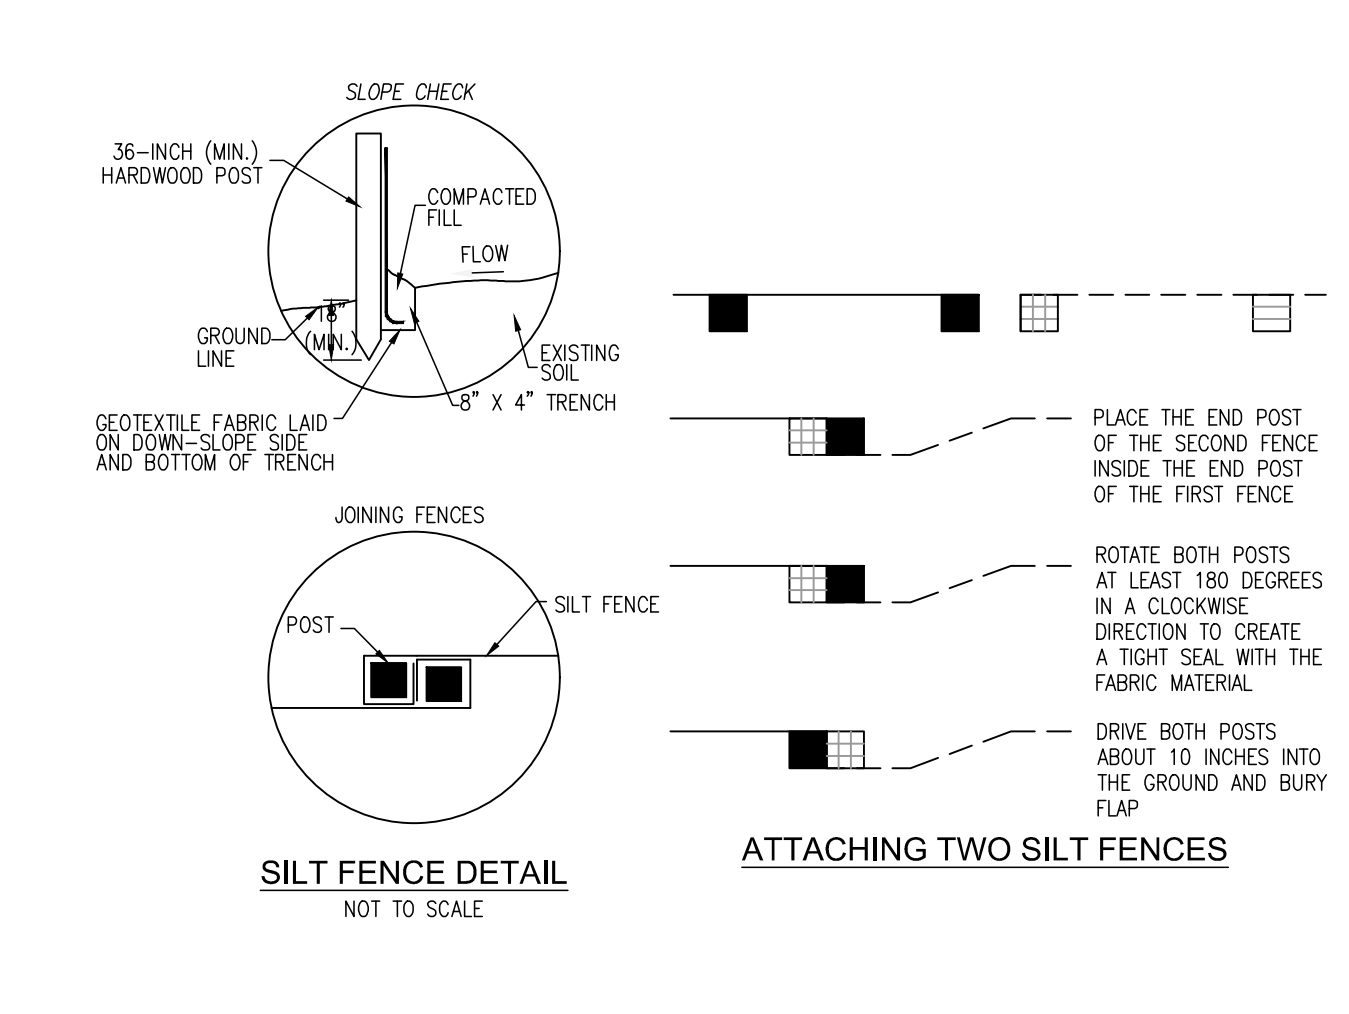 SLOPE CHECK
36-INCH (MIN.)
HARDWOOD POST
COMPACTED
FILL
FLOW
18"
(MIN.)
GROUND
LINE
EXISTING
SOIL
8” X 4” TRENCH
GEOTEXTILE FABRIC LAID
ON DOWN-SLOPE SIDE
AND BOTTOM OF TRENCH
JOINING FENCES
POST
SILT FENCE
SILT FENCE DETAIL
NOT TO SCALE
PLACE THE END POST
OF THE SECOND FENCE
INSIDE THE END POST
OF THE FIRST FENCE
ROTATE BOTH POSTS
AT LEAST 180 DEGREES
IN A CLOCKWISE
DIRECTION TO CREATE
A TIGHT SEAL WITH THE
FABRIC MATERIAL
DRIVE BOTH POSTS
ABOUT 10 INCHES INTO
THE GROUND AND BURY
FLAP
ATTACHING TWO SILT FENCES